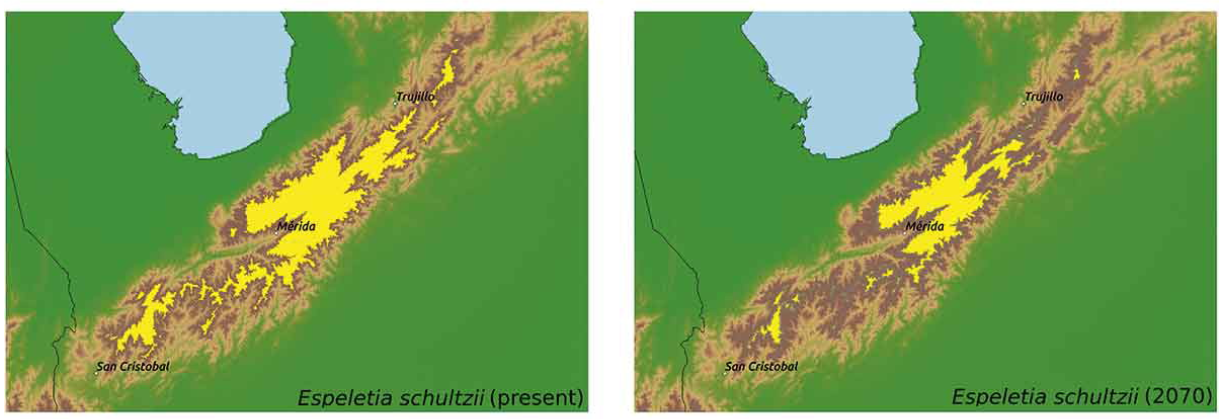 Trujillo
Mérida
San Cristobal
Espeletia schultzii (present)
Trujillo
Mérida
San Cristobal
Espeletia schultzii (2070)